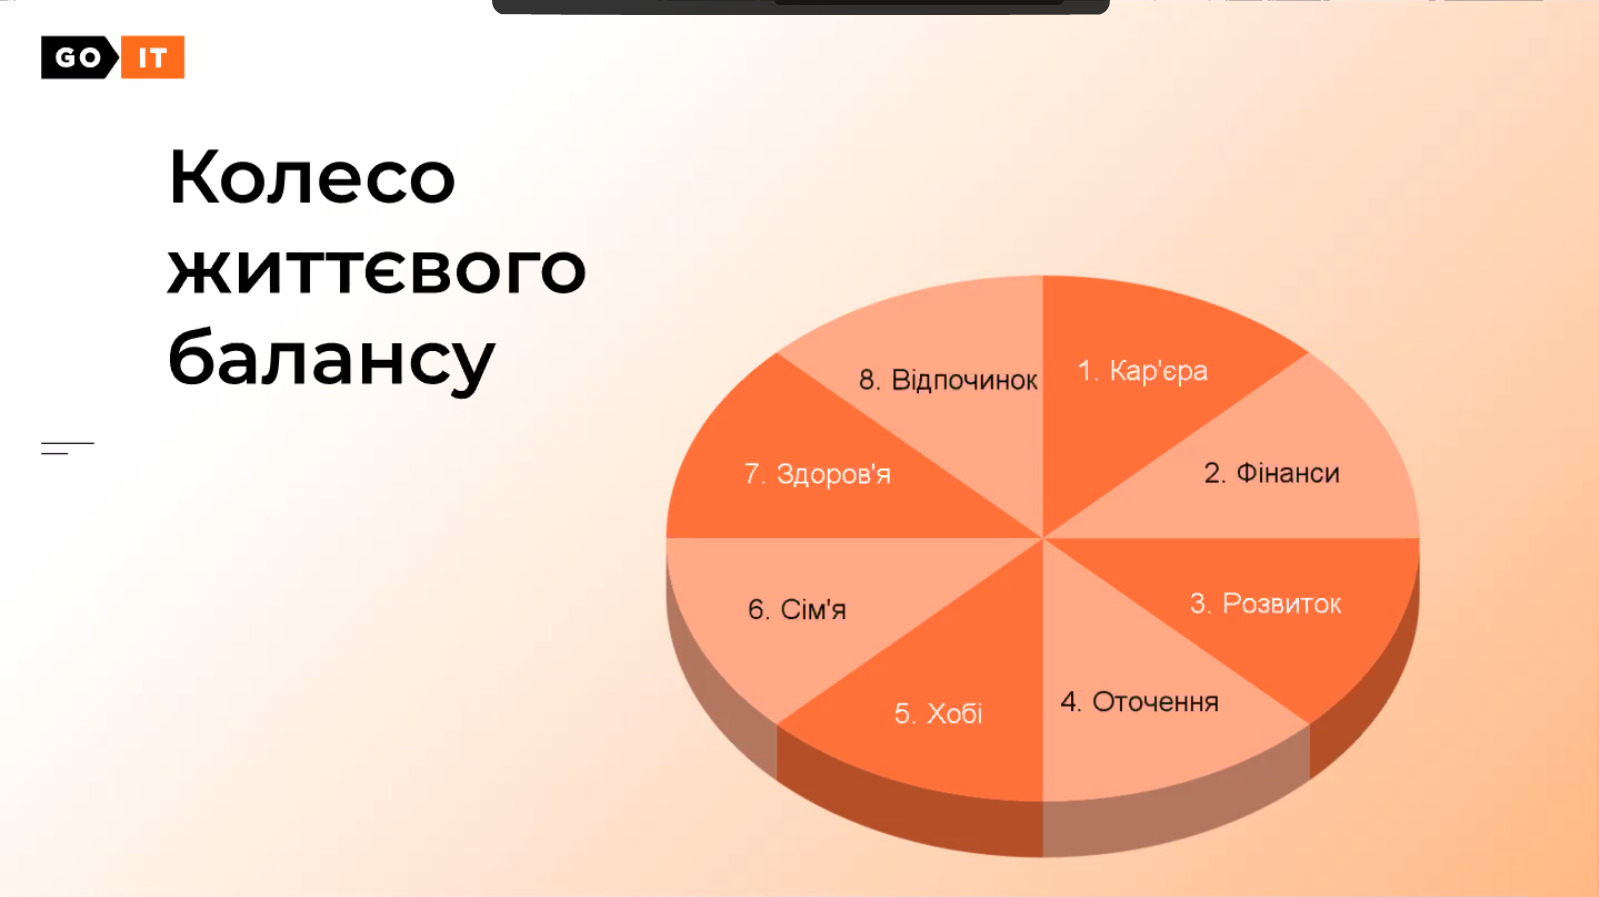 GO IT
Колесо
життєвого
балансу
8. Відпочинок
1. Кар'єра
7. Здоров'я
2. Фінанси
6. Сім'я
3. Розвиток
5. Хобі
4. Оточення